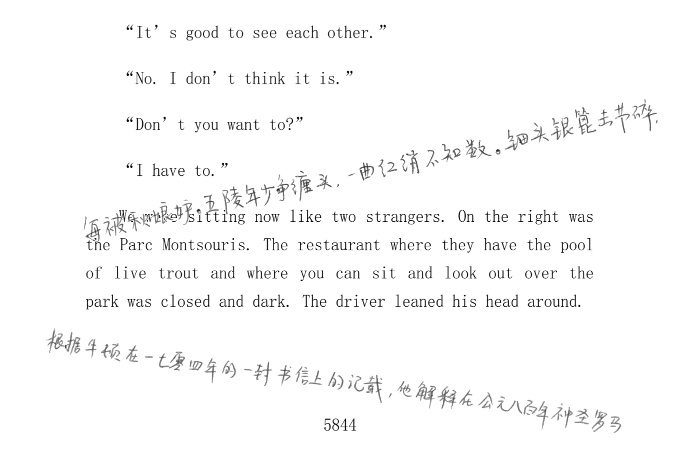 “It’s good to see each other.”
“No. I don’t think it is.”
“Don’t you want to?”
“I have to.”
每被秋娘妒。五陵年少争缠头，一曲红绡不知数。钿头银篦击节碎，
We were sitting now like two strangers. On the right was
the Parc Montsouris. The restaurant where they have the pool
of live trout and where you can sit and look out over the
park was closed and dark. The driver leaned his head around.
根据牛顿在一七零四年的一封书信上的记载，他解释在公元八百年神圣罗马
5844